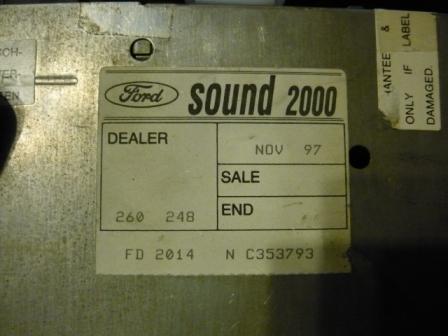 Ford sound 2000
DEALER
NOV 97
SALE
END
260 248
FD 2014 N C353793
ANTEE &
ONLY IF LABEL
DAMAGED.